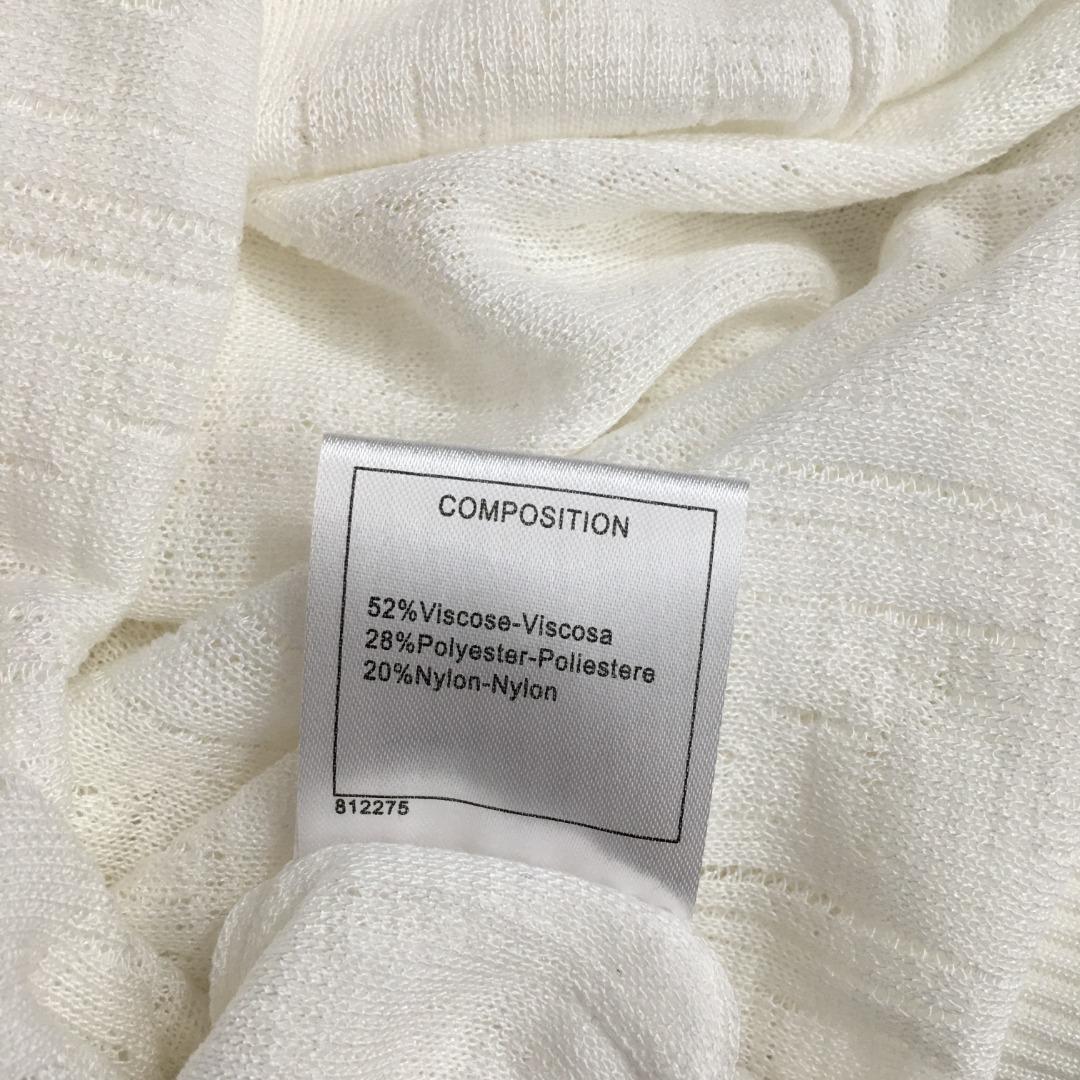 COMPOSITION
52%Viscose-Viscosa
28%Polyester-Poliestere
20%Nylon-Nylon
812275